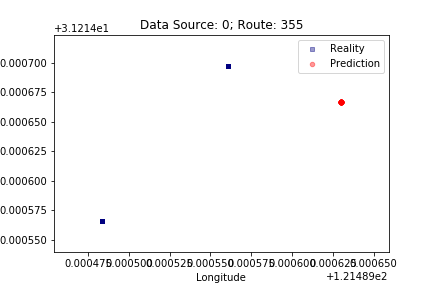 Data Source: 0; Route: 355
+3.1214e1
Reality
Prediction
0.000700
0.000675
0.000650
0.000625
0.000600
0.000575
0.000550
0.000475 0.000500 0.000525 0.000550 0.000575 0.000600 0.000625 0.000650
Longitude
+1.21489e2